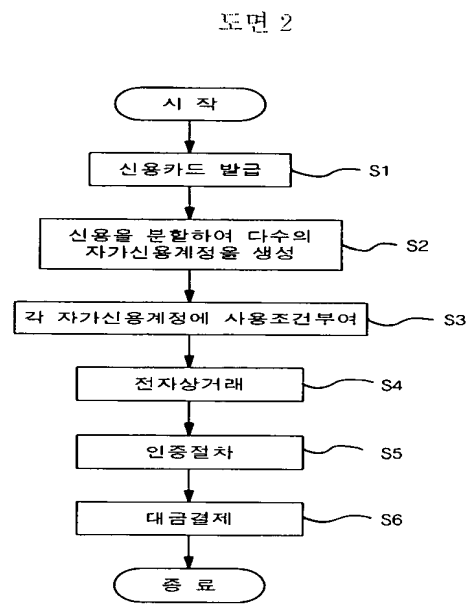 도면 2
시 작
신용카드 발급
S1
신용을 분할하여 다수의
자가신용계정을 생성
S2
각 자가신용계정에 사용조건부여
S3
전자상거래
S4
인증절차
S5
대금결제
S6
종 료